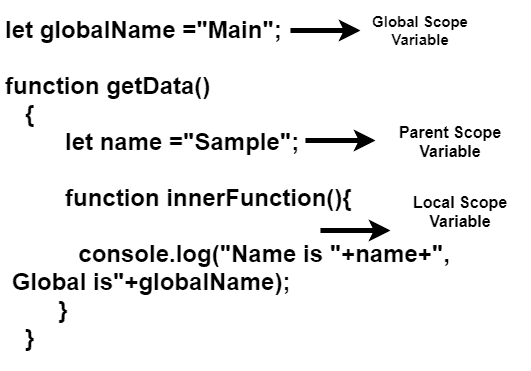 let globalName ="Main";
Global Scope
Variable
function getData()
{
let name ="Sample";
Parent Scope
Variable
function innerFunction(){
Local Scope
Variable
console.log("Name is "+name+",
Global is"+globalName);
}
}